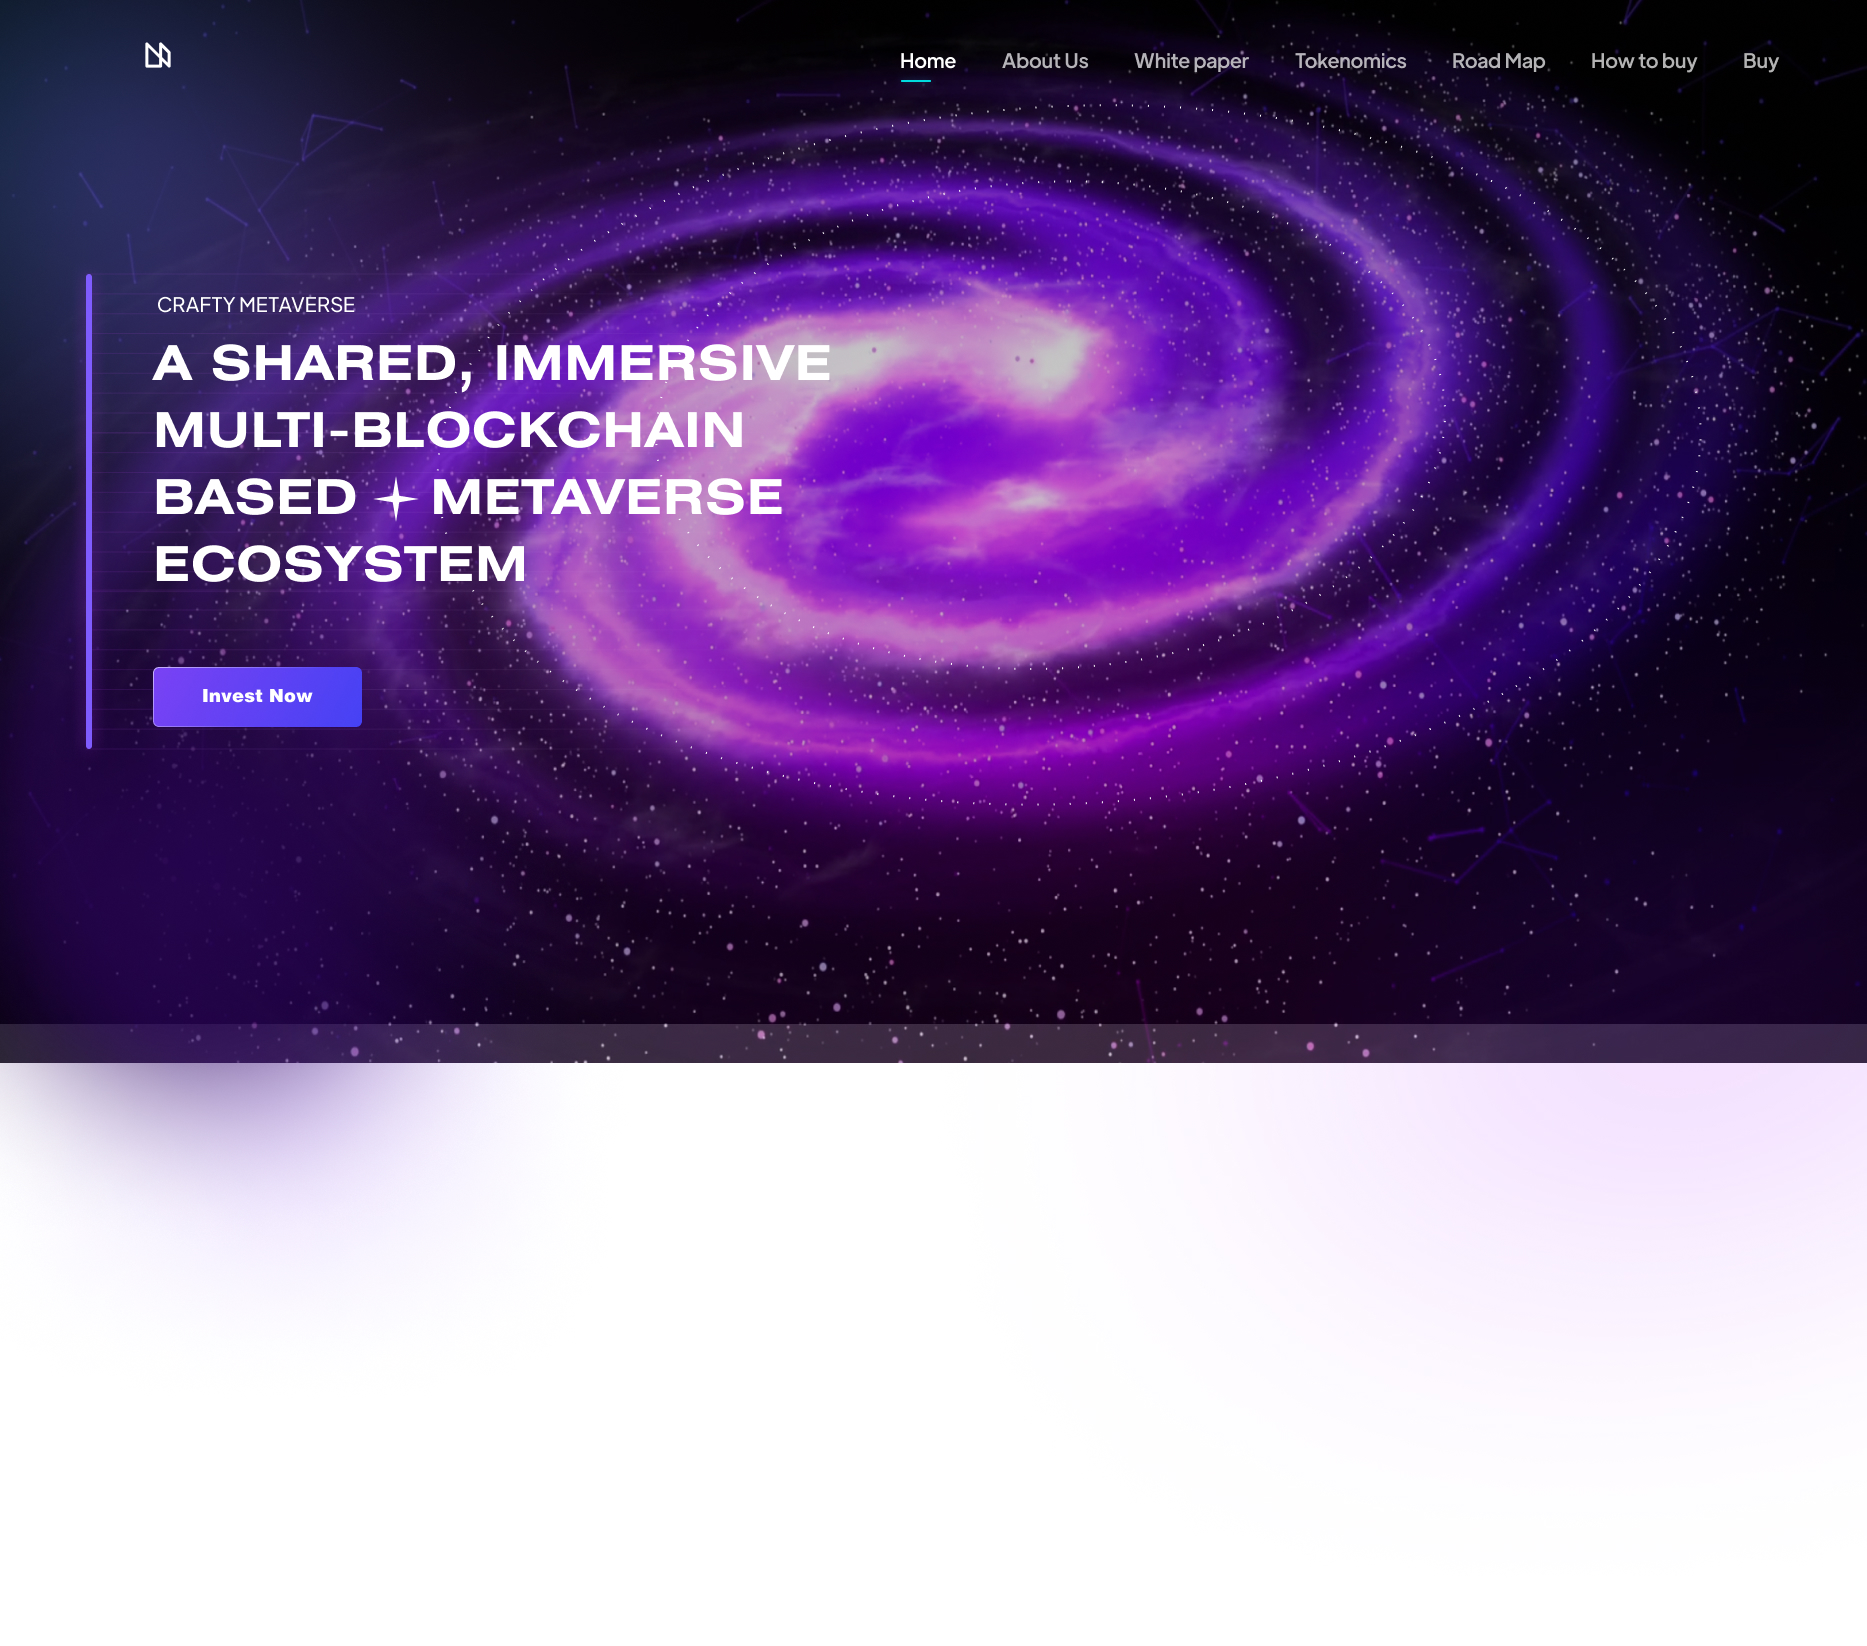 Home About Us White paper Tokenomics Road Map How to buy Buy
CRAFTY METAVERSE
A SHARED, IMMERSIVE
MULTI-BLOCKCHAIN
BASED METAVERSE
ECOSYSTEM
Invest Now